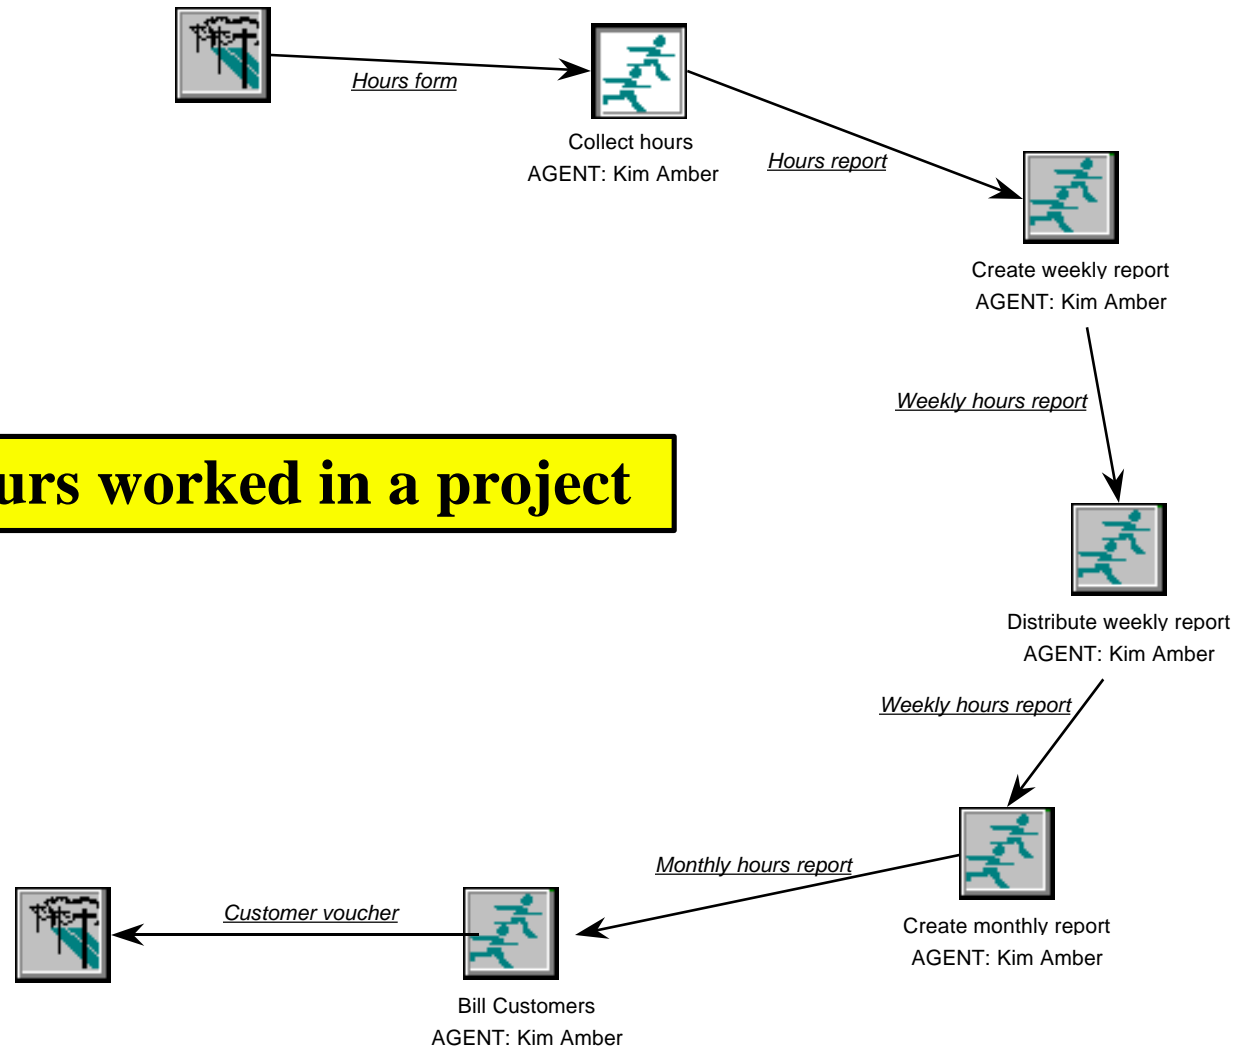 Hours form
Collect hours
AGENT: Kim Amber
Hours report
Create weekly report
AGENT: Kim Amber
Weekly hours report
urs worked in a project
Distribute weekly report
AGENT: Kim Amber
Weekly hours report
Monthly hours report
Create monthly report
AGENT: Kim Amber
Customer voucher
Bill Customers
AGENT: Kim Amber